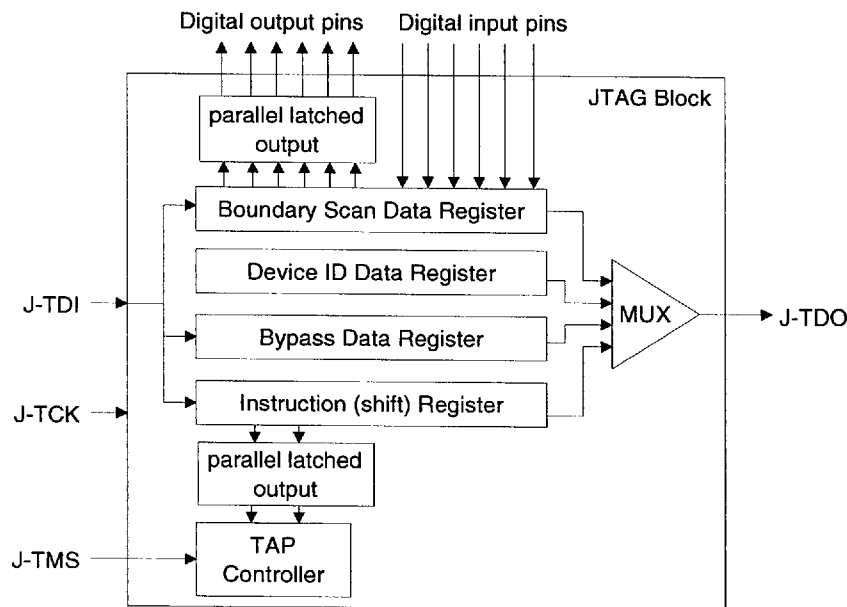 Digital output pins
Digital input pins
JTAG Block
parallel latched
output
Boundary Scan Data Register
Device ID Data Register
J-TDI
MUX
J-TDO
Bypass Data Register
Instruction (shift) Register
J-TCK
parallel latched
output
J-TMS
TAP
Controller